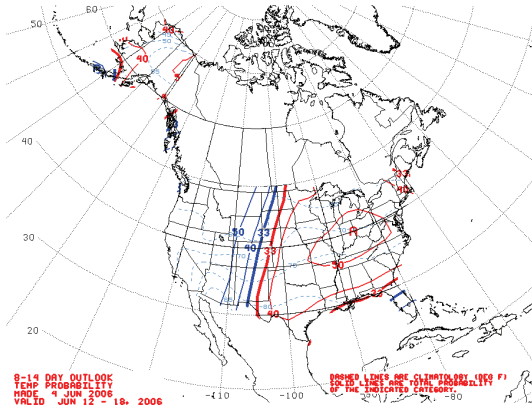 50
60
40
30
20
-110
-100
-90
-80
40
40
33
40
50
33
40
33
R
50
33
40
8-14 DAY OUTLOOK
TEMP PROBABILITY
MADE 4 JUN 2006
VALID JUN 12 - 18, 2006
DASHED LINES ARE CLIMATOLOGY (DEG F)
SOLID LINES ARE TOTAL PROBABILITY
OF THE INDICATED CATEGORY.